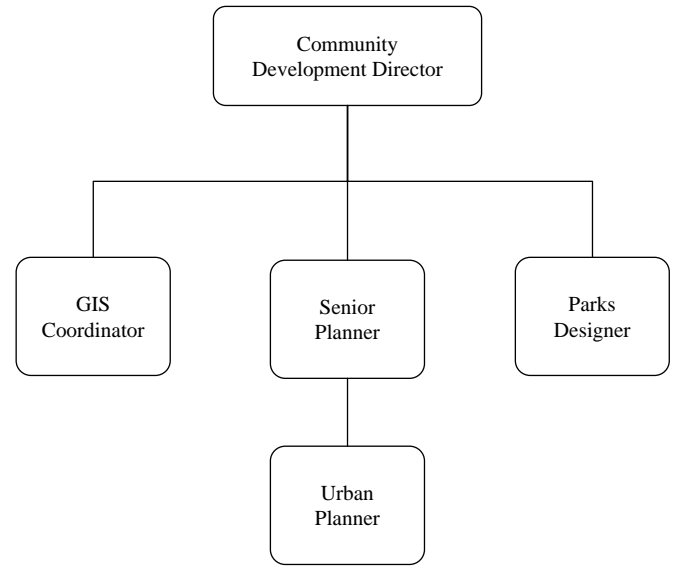 Community
Development Director
GIS
Coordinator
Senior
Planner
Parks
Designer
Urban
Planner